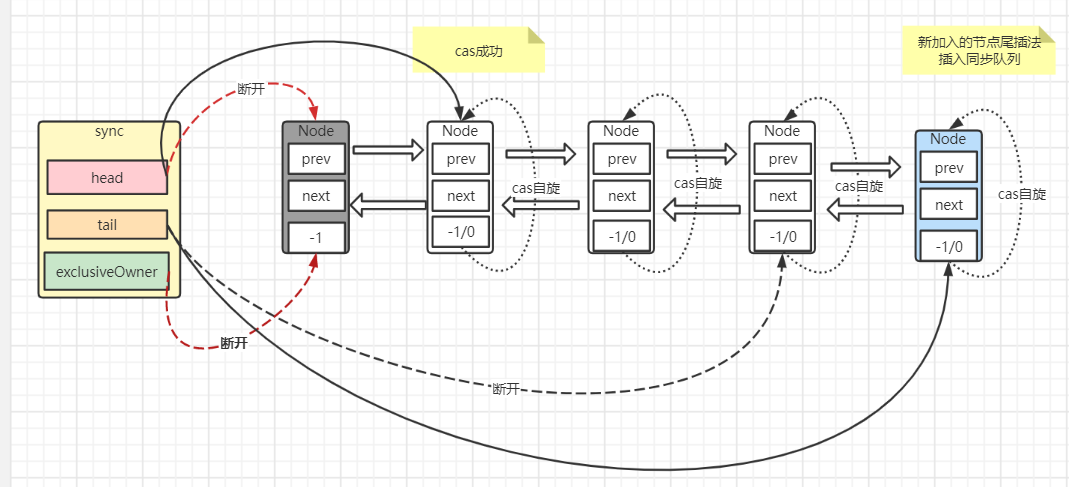 cas成功
新加入的节点尾插法
插入同步队列
断开
sync
head
tail
exclusiveOwner
Node
prev
next
-1
Node
prev
next
-1/0
cas自旋
Node
prev
next
-1/0
cas自旋
Node
prev
next
-1/0
cas自旋
Node
prev
next
-1/0
cas自旋
断开
断开